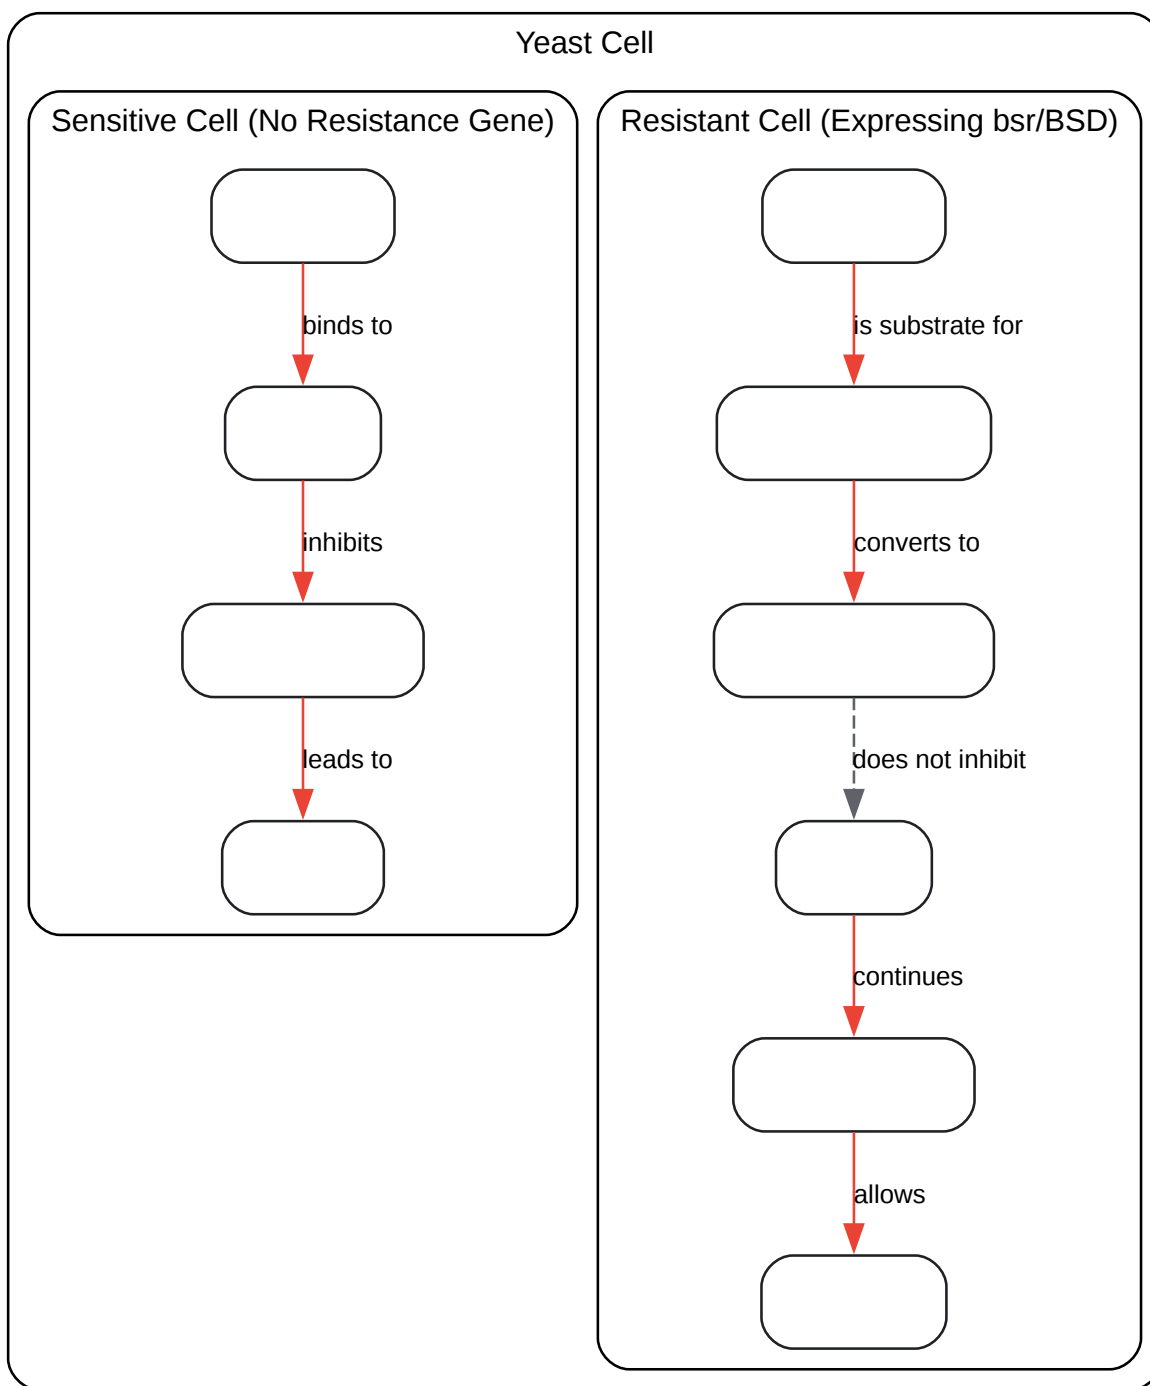 Yeast Cell
Sensitive Cell (No Resistance Gene)
binds to
inhibits
leads to
Resistant Cell (Expressing bsr/BSD)
is substrate for
converts to
does not inhibit
continues
allows